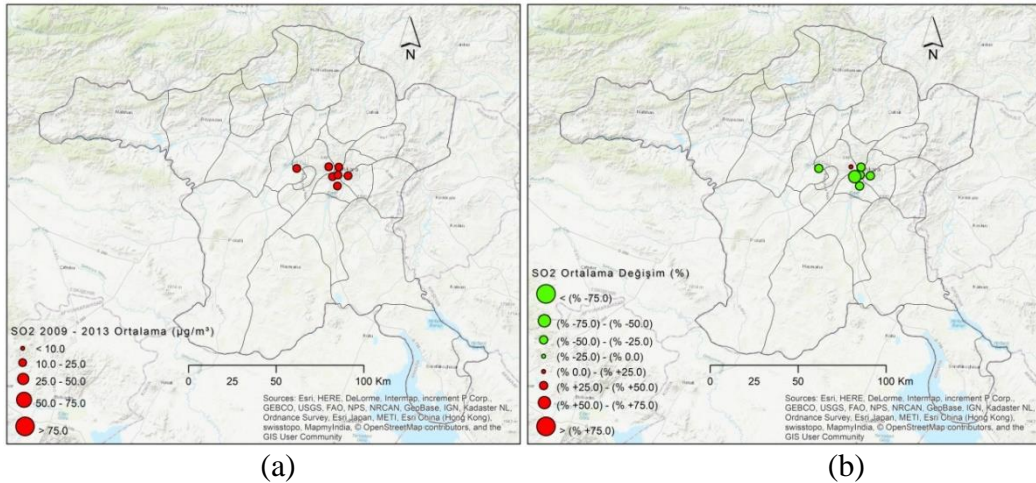 N
SO2 2009 - 2013 Ortalama (µg/m³)
< 10.0
10.0 - 25.0
25.0 - 50.0
50.0 - 75.0
> 75.0
0 25 50 100 Km
Sources: Esri, HERE, DeLorme, Intermap, increment P Corp.,
GEBCO, USGS, FAO, NPS, NRCAN, GeoBase, IGN, Kadaster NL,
Ordnance Survey, Esri Japan, METI, Esri China (Hong Kong),
swisstopo, MapmyIndia, © OpenStreetMap contributors, and the
GIS User Community
(a)
N
SO2 Ortalama Değişim (%)
< (% -75.0)
(% -75.0) - (% -50.0)
(% -50.0) - (% -25.0)
(% -25.0) - (% 0.0)
(% 0.0) - (% +25.0)
(% +25.0) - (% +50.0)
(% +50.0) - (% +75.0)
> (% +75.0)
0 25 50 100 Km
Sources: Esri, HERE, DeLorme, Intermap, increment P Corp.,
GEBCO, USGS, FAO, NPS, NRCAN, GeoBase, IGN, Kadaster NL,
Ordnance Survey, Esri Japan, METI, Esri China (Hong Kong),
swisstopo, MapmyIndia, © OpenStreetMap contributors, and the
GIS User Community
(b)